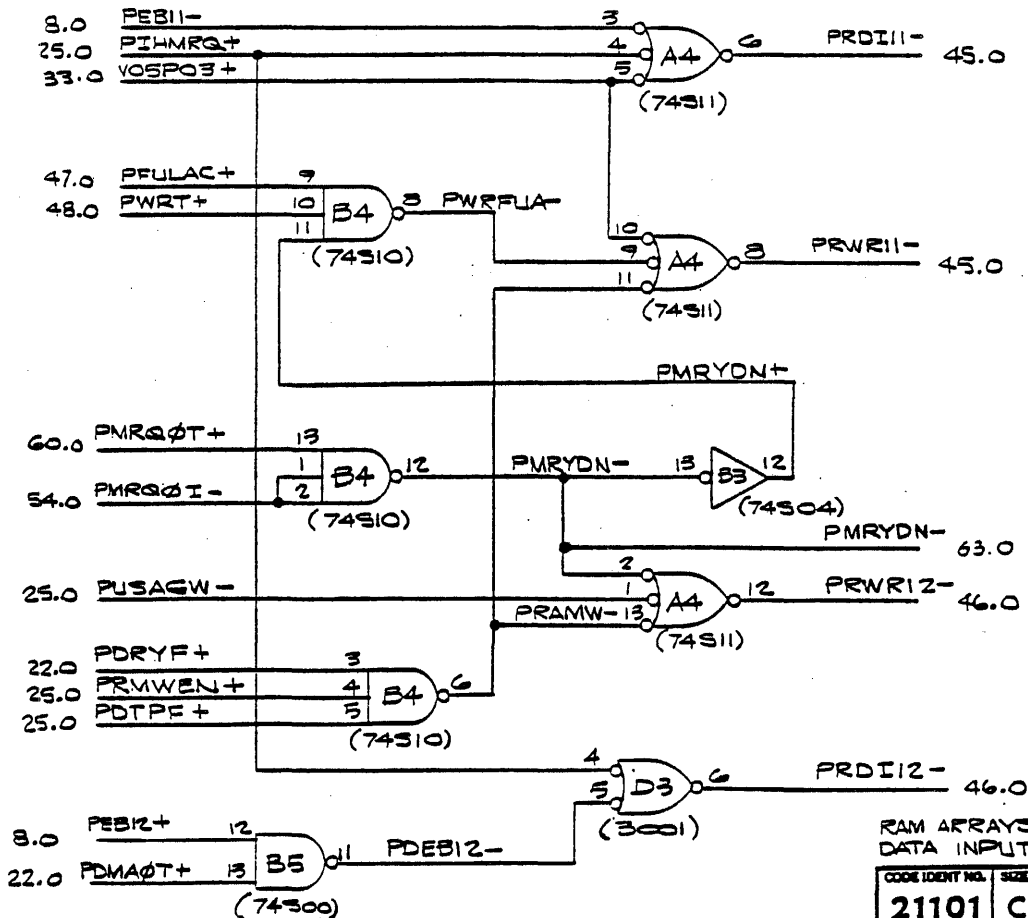 8.0 PEB11- 3
25.0 PIHMRQ+ 4 A4 6 PRDI11- 45.0
33.0 V05P03+ 5
(74S11)
47.0 PFULAC+ 9
48.0 PWRT+ 10 B4 8 PWRFUA-
11
(74S10)
10
9 A4 8 PRWR11- 45.0
11
(74S11)
PMRYDN+
60.0 PMRQØT+ 13
1 B4 12 PMRYDN- 13 B3 12
54.0 PMRQØI- 2
(74S10) (74S04)
PMRYDN- 63.0
2
25.0 PUSAGW- 1 A4 12 PRWR12- 46.0
PRAMW- 13
(74S11)
22.0 PDRYF+ 3
25.0 PRMWEN+ 4 B4 6
25.0 PDTPF+ 5
(74S10)
4
5 D3 6 PRDI12- 46.0
(3001)
8.0 PEB12+ 12
B5 11 PDEB12-
22.0 PDMAØT+ 13
(74S00)
RAM ARRAYS
DATA INPUT
CODE IDENT NO. SIZE
21101 C